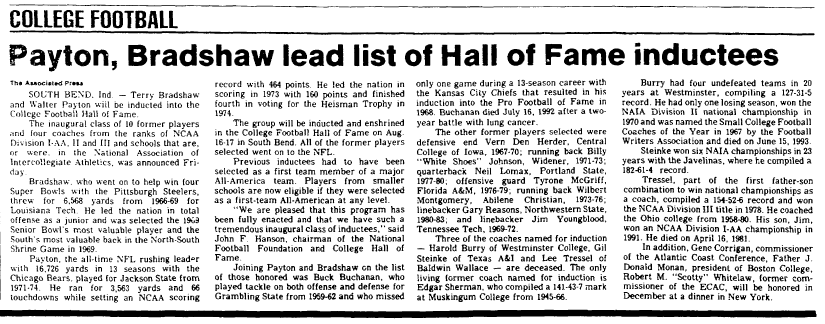 COLLEGE FOOTBALL
Payton, Bradshaw lead list of Hall of Fame inductees
The Associated Press
SOUTH BEND, Ind. — Terry Bradshaw
and Walter Payton will be inducted into the
College Football Hall of Fame.
The inaugural class of 10 former players
and four coaches from the ranks of NCAA
Division I-AA, II and III and schools that are,
or were, in the National Association of
Intercollegiate Athletics, was announced Fri-
day.
Bradshaw, who went on to help win four
Super Bowls with the Pittsburgh Steelers,
threw for 6,568 yards from 1966-69 for
Louisiana Tech. He led the nation in total
offense as a junior and was selected the 1969
Senior Bowl's most valuable player and the
South's most valuable back in the North-South
Shrine Game in 1969.
Payton, the all-time NFL rushing leader
with 16,726 yards in 13 seasons with the
Chicago Bears, played for Jackson State from
1971-74. He ran for 3,563 yards and 66
touchdowns while setting an NCAA scoring
record with 464 points. He led the nation in
scoring in 1973 with 160 points and finished
fourth in voting for the Heisman Trophy in
1974.
The group will be inducted and enshrined
in the College Football Hall of Fame on Aug.
16-17 in South Bend. All of the former players
selected went on to the NFL.
Previous inductees had to have been
selected as a first team member of a major
All-America team. Players from smaller
schools are now eligible if they were selected
as a first-team All-American at any level.
"We are pleased that this program has
been fully enacted and that we have such a
tremendous inaugural class of inductees," said
John F. Hanson, chairman of the National
Football Foundation and College Hall of
Fame.
Joining Payton and Bradshaw on the list
of those honored was Buck Buchanan, who
played tackle on both offense and defense for
Grambling State from 1959-62 and who missed
only one game during a 13-season career with
the Kansas City Chiefs that resulted in his
induction into the Pro Football of Fame in
1968. Buchanan died July 16, 1992 after a two-
year battle with lung cancer.
The other former players selected were
defensive end Vern Den Herder, Central
College of Iowa, 1967-70; running back Billy
"White Shoes" Johnson, Widener, 1971-73;
quarterback Neil Lomax, Portland State,
1977-80; offensive guard Tyrone McGriff,
Florida A&M, 1976-79; running back Wilbert
Montgomery, Abilene Christian, 1973-76;
linebacker Gary Reasons, Northwestern State,
1980-83; and linebacker Jim Youngblood,
Tennessee Tech, 1969-72.
Three of the coaches named for induction
— Harold Burry of Westminster College, Gil
Steinke of Texas A&I and Lee Tressel of
Baldwin Wallace — are deceased. The only
living former coach named for induction is
Edgar Sherman, who compiled a 141-43-7 mark
at Muskingum College from 1945-66.
Burry had four undefeated teams in 20
years at Westminster, compiling a 127-31-5
record. He had only one losing season, won the
NAIA Division II national championship in
1970 and was named the Small College Football
Coaches of the Year in 1967 by the Football
Writers Association and died on June 15, 1993.
Steinke won six NAIA championships in 23
years with the Javelinas, where he compiled a
182-61-4 record.
Tressel, part of the first father-son
combination to win national championships as
a coach, compiled a 154-52-6 record and won
the NCAA Division III title in 1978. He coached
the Ohio college from 1958-80. His son, Jim,
won an NCAA Division I-AA championship in
1991. He died on April 16, 1981.
In addition, Gene Corrigan, commissioner
of the Atlantic Coast Conference, Father J.
Donald Monan, president of Boston College,
Robert M. "Scotty" Whitelaw, former com-
missioner of the ECAC, will be honored in
December at a dinner in New York.